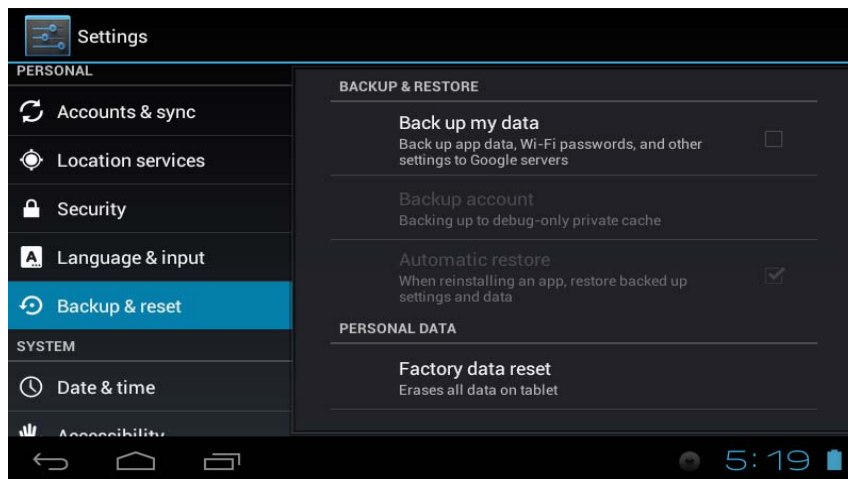 Settings
PERSONAL
Accounts & sync
Location services
Security
Language & input
Backup & reset
SYSTEM
Date & time
Accessibility
BACKUP & RESTORE
Back up my data
Back up app data, Wi-Fi passwords, and other
settings to Google servers
Backup account
Backing up to debug-only private cache
Automatic restore
When reinstalling an app, restore backed up
settings and data
PERSONAL DATA
Factory data reset
Erases all data on tablet
5:19